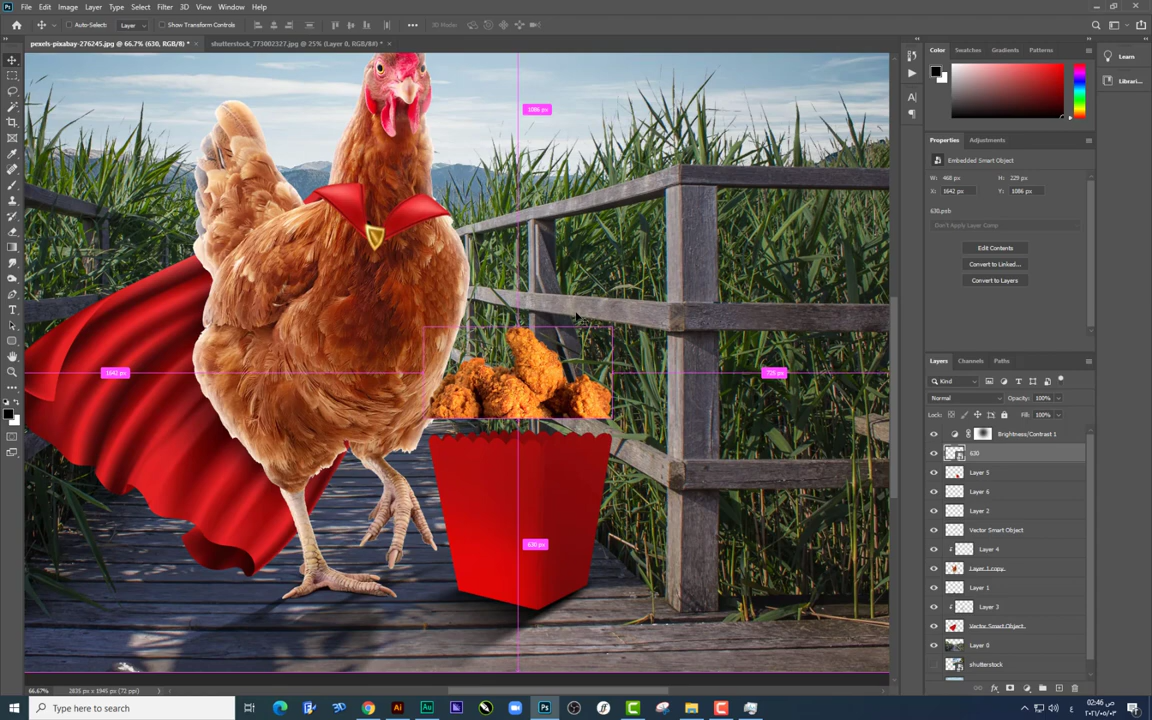 File Edit Image Layer Type Select Filter 3D View Window Help
Auto-Select: Layer Show Transform Controls 3D Mode:
pexels-pixabay-276245.jpg @ 66.7% (630, RGB/8) * × shutterstock_773002327.jpg @ 25% (Layer 0, RGB/8#) * ×
Color Swatches Gradients Patterns
Learn
Librari...
Properties Adjustments
Embedded Smart Object
W: 468 px H: 229 px
X: 1642 px Y: 1086 px
630.psb
Don't Apply Layer Comp
Edit Contents
Convert to Linked...
Convert to Layers
1086 px
1642 px
725 px
630 px
Layers Channels Paths
Kind
Normal Opacity: 100%
Lock: Fill: 100%
Brightness/Contrast 1
630
Layer 5
Layer 6
Layer 2
Vector Smart Object
Layer 4
Layer 1 copy
Layer 1
Layer 3
Vector Smart Object
Layer 0
shutterstock
66.67% 2835 px x 1945 px (72 ppi)
Type here to search
ع
02:46 ص